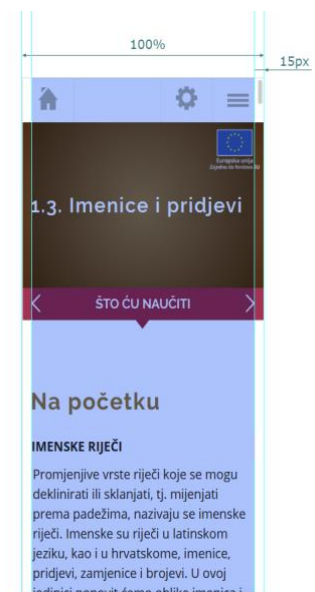 100%
15px
Europska unija
1.3. Imenice i pridjevi
ŠTO ĆU NAUČITI
Na početku
IMENSKE RIJEČI
Promjenjive vrste riječi koje se mogu
deklinirati ili sklanjati, tj. mijenjati
prema padežima, nazivaju se imenske
riječi. Imenske su riječi u latinskom
jeziku, kao i u hrvatskome, imenice,
pridjevi, zamjenice i brojevi. U ovoj